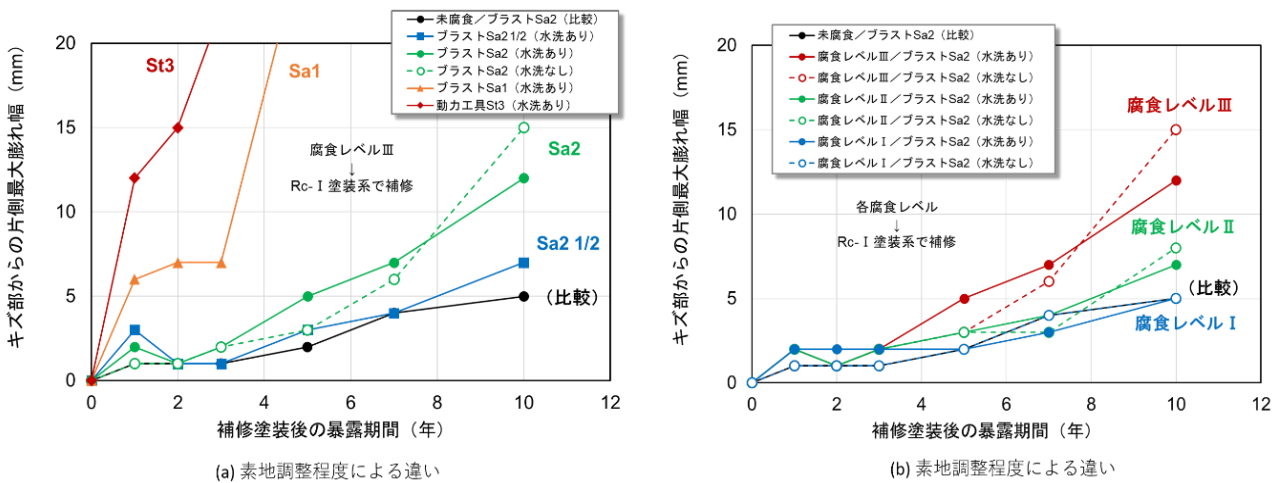 キズ部からの片側最大膨れ幅（mm）
20
15
10
5
0
0
2
4
6
8
10
12
補修塗装後の暴露期間（年）
未腐食／ブラストSa2（比較）
ブラストSa2 1/2（水洗あり）
ブラストSa2（水洗あり）
ブラストSa2（水洗なし）
ブラストSa1（水洗あり）
動力工具St3（水洗あり）
St3
Sa1
腐食レベルⅢ
↓
Rc-Ⅰ塗装系で補修
Sa2
Sa2 1/2
（比較）
(a) 素地調整程度による違い
キズ部からの片側最大膨れ幅（mm）
20
15
10
5
0
0
2
4
6
8
10
12
補修塗装後の暴露期間（年）
未腐食／ブラストSa2（比較）
腐食レベルⅢ／ブラストSa2（水洗あり）
腐食レベルⅢ／ブラストSa2（水洗なし）
腐食レベルⅡ／ブラストSa2（水洗あり）
腐食レベルⅡ／ブラストSa2（水洗なし）
腐食レベルⅠ／ブラストSa2（水洗あり）
腐食レベルⅠ／ブラストSa2（水洗なし）
腐食レベルⅢ
各腐食レベル
↓
Rc-Ⅰ塗装系で補修
腐食レベルⅡ
（比較）
腐食レベルⅠ
(b) 素地調整程度による違い